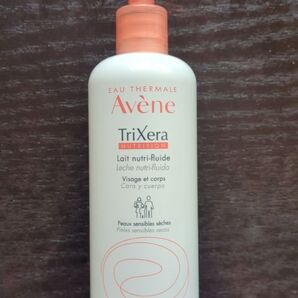 EAU THERMALE
Avène
TriXera
NUTRITION
Lait nutri-fluide
Leche nutri-fluida
Visage et corps
Cara y cuerpo
Peaux sensibles sèches
Pieles sensibles secas